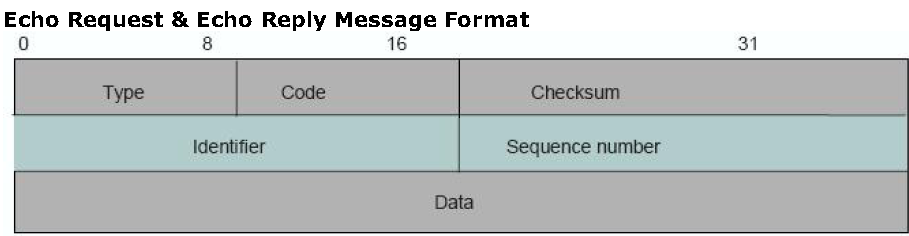 Echo Request & Echo Reply Message Format
0 8 16 31
Type Code Checksum
Identifier Sequence number
Data